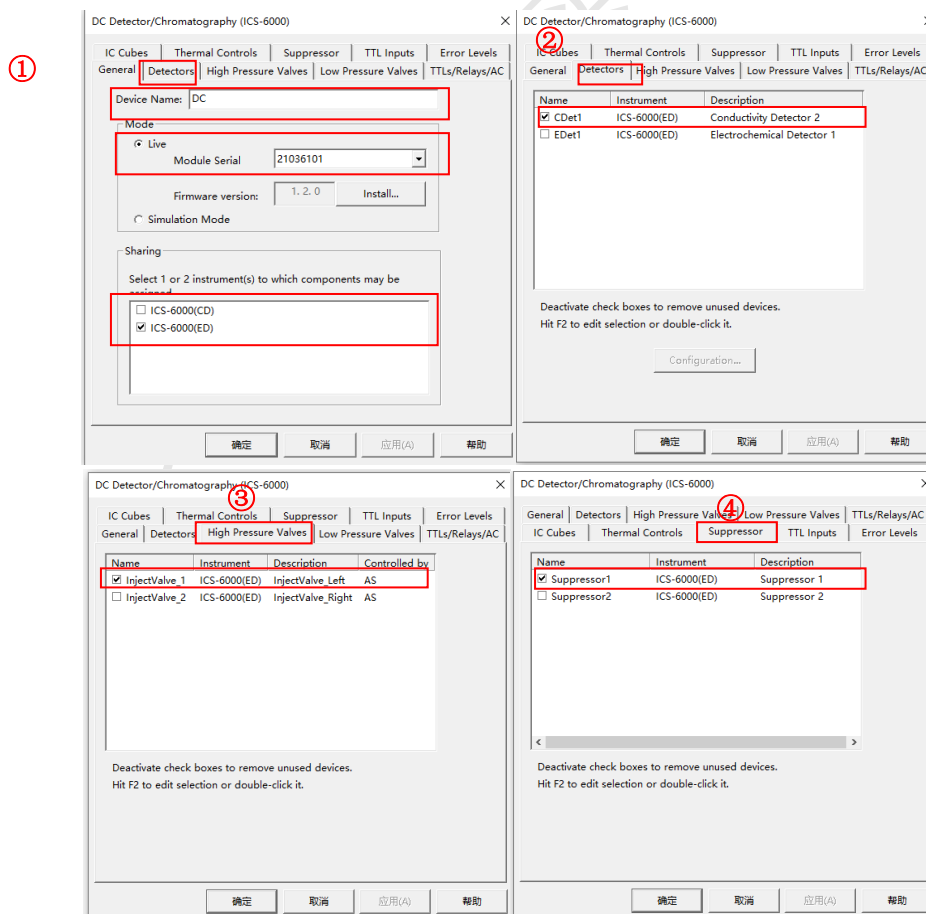 ①
DC Detector/Chromatography (ICS-6000)
IC Cubes Thermal Controls Suppressor TTL Inputs Error Levels
General Detectors High Pressure Valves Low Pressure Valves TTLs/Relays/AC
Device Name: DC
Mode
Live
Module Serial 21036101
Firmware version: 1. 2. 0 Install...
Simulation Mode
Sharing
Select 1 or 2 instrument(s) to which components may be
assigned
ICS-6000(CD)
ICS-6000(ED)
确定 取消 应用(A) 帮助
②
DC Detector/Chromatography (ICS-6000)
IC Cubes Thermal Controls Suppressor TTL Inputs Error Levels
General Detectors High Pressure Valves Low Pressure Valves TTLs/Relays/AC
Name Instrument Description
CDet1 ICS-6000(ED) Conductivity Detector 2
EDet1 ICS-6000(ED) Electrochemical Detector 1
Deactivate check boxes to remove unused devices.
Hit F2 to edit selection or double-click it.
Configuration...
确定 取消 应用(A) 帮助
③
DC Detector/Chromatography (ICS-6000)
IC Cubes Thermal Controls Suppressor TTL Inputs Error Levels
General Detectors High Pressure Valves Low Pressure Valves TTLs/Relays/AC
Name Instrument Description Controlled by
InjectValve_1 ICS-6000(ED) InjectValve_Left AS
InjectValve_2 ICS-6000(ED) InjectValve_Right AS
Deactivate check boxes to remove unused devices.
Hit F2 to edit selection or double-click it.
确定 取消 应用(A) 帮助
④
DC Detector/Chromatography (ICS-6000)
General Detectors High Pressure Valves Low Pressure Valves TTLs/Relays/AC
IC Cubes Thermal Controls Suppressor TTL Inputs Error Levels
Name Instrument Description
Suppressor1 ICS-6000(ED) Suppressor 1
Suppressor2 ICS-6000(ED) Suppressor 2
Deactivate check boxes to remove unused devices.
Hit F2 to edit selection or double-click it.
确定 取消 应用(A) 帮助